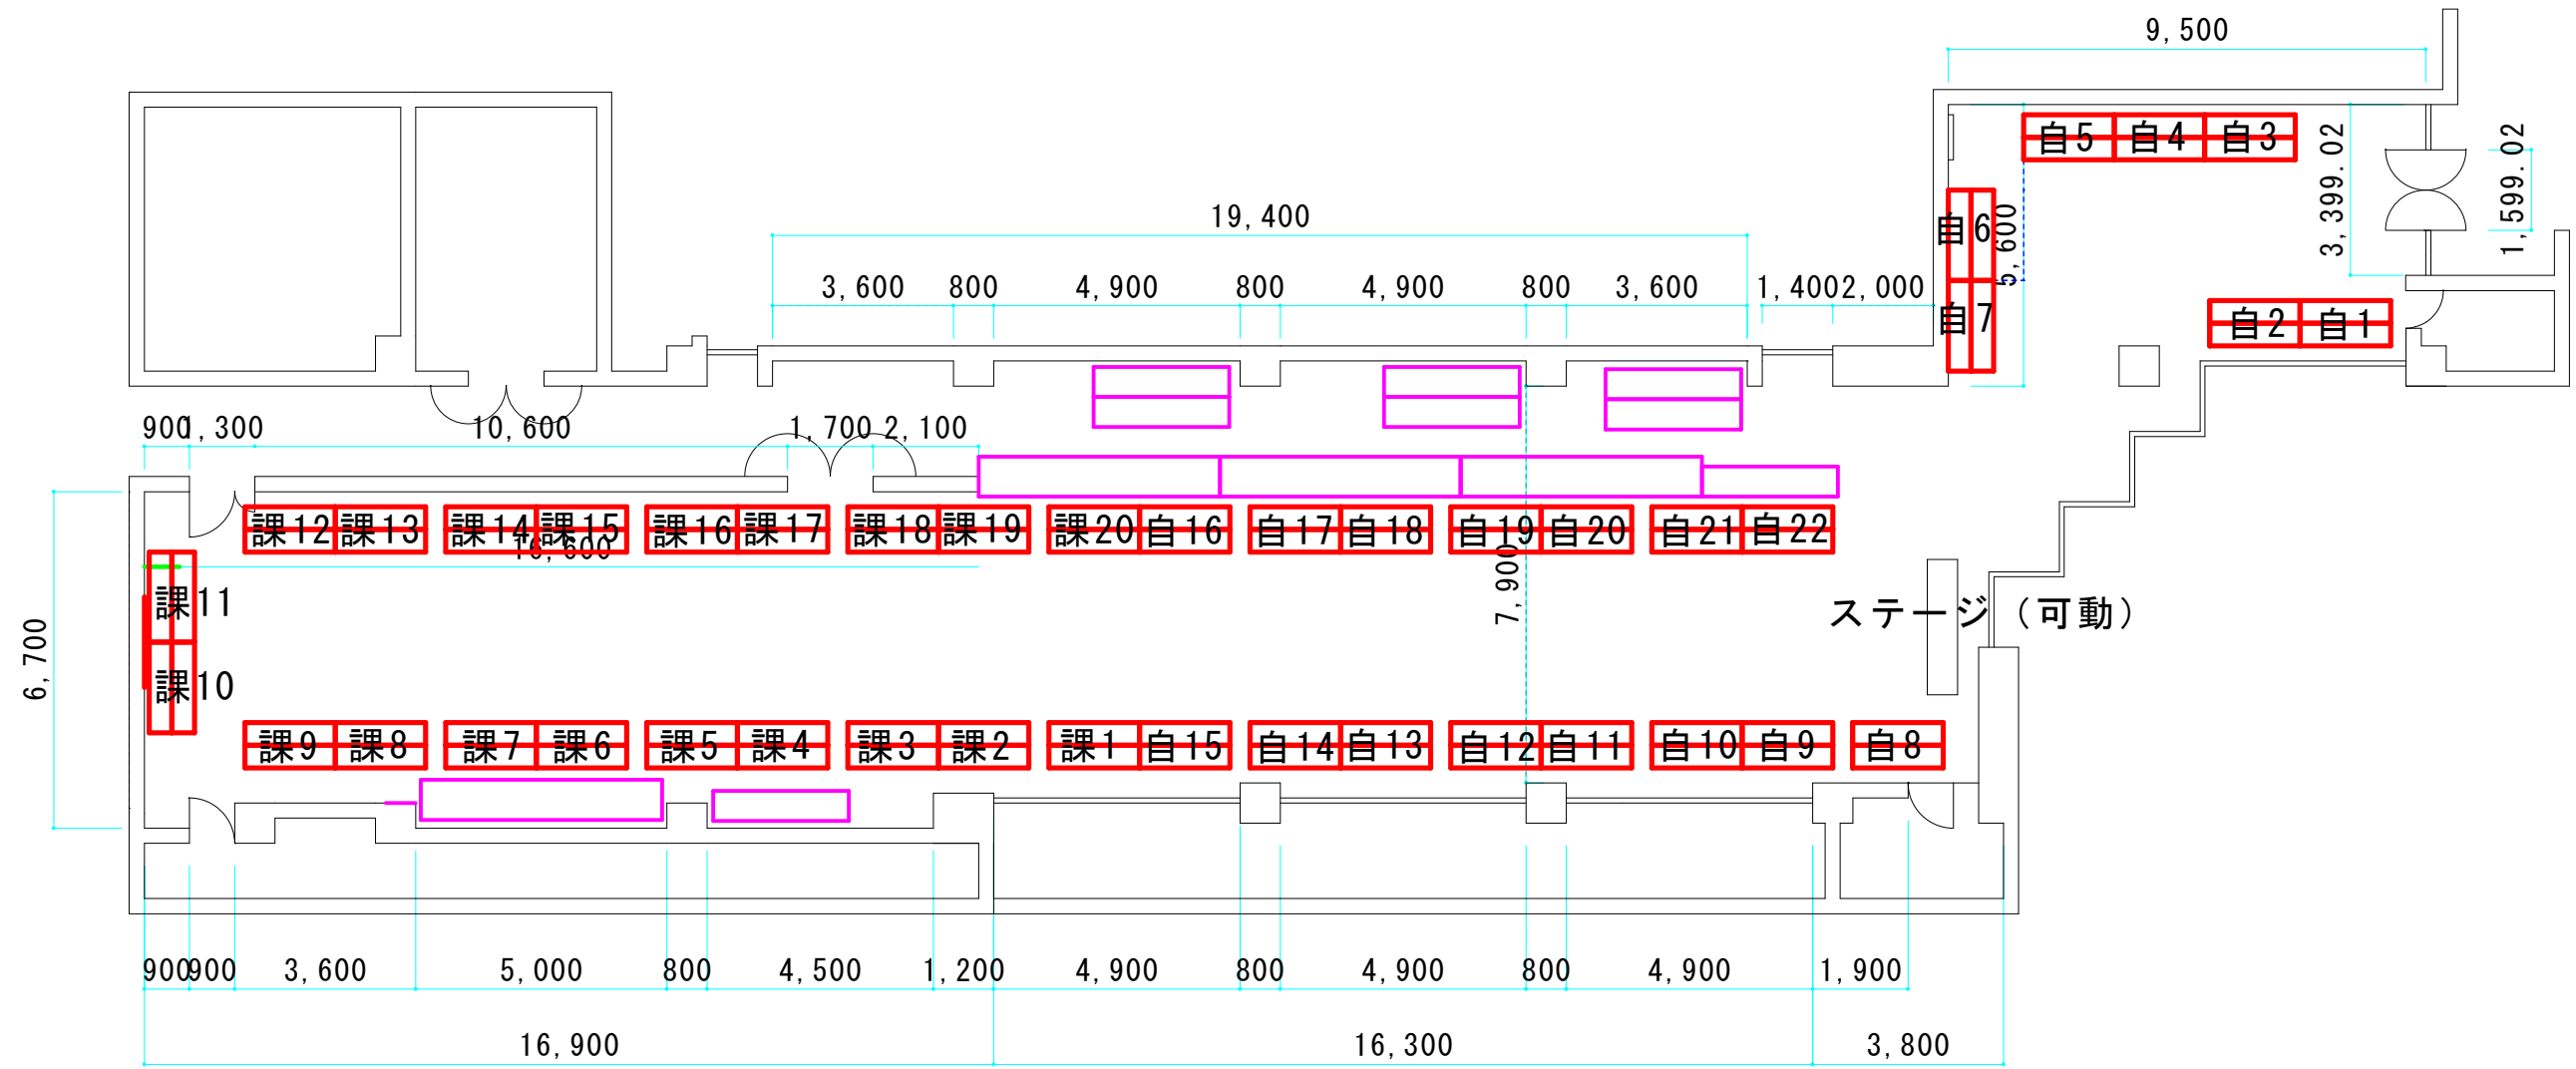 9,500
自5 自4 自3
3,399.02
1,599.02
自6
5,600
自7
自2 自1
19,400
3,600 800 4,900 800 4,900 800 3,600 1,400 2,000
900 1,300 10,600 1,700 2,100
課12 課13 課14 課15 課16 課17 課18 課19 課20 自16 自17 自18 自19 自20 自21 自22
16,600
7,900
課11
ステージ（可動）
6,700
課10
課9 課8 課7 課6 課5 課4 課3 課2 課1 自15 自14 自13 自12 自11 自10 自9 自8
900 900 3,600 5,000 800 4,500 1,200 4,900 800 4,900 800 4,900 1,900
16,900 16,300 3,800